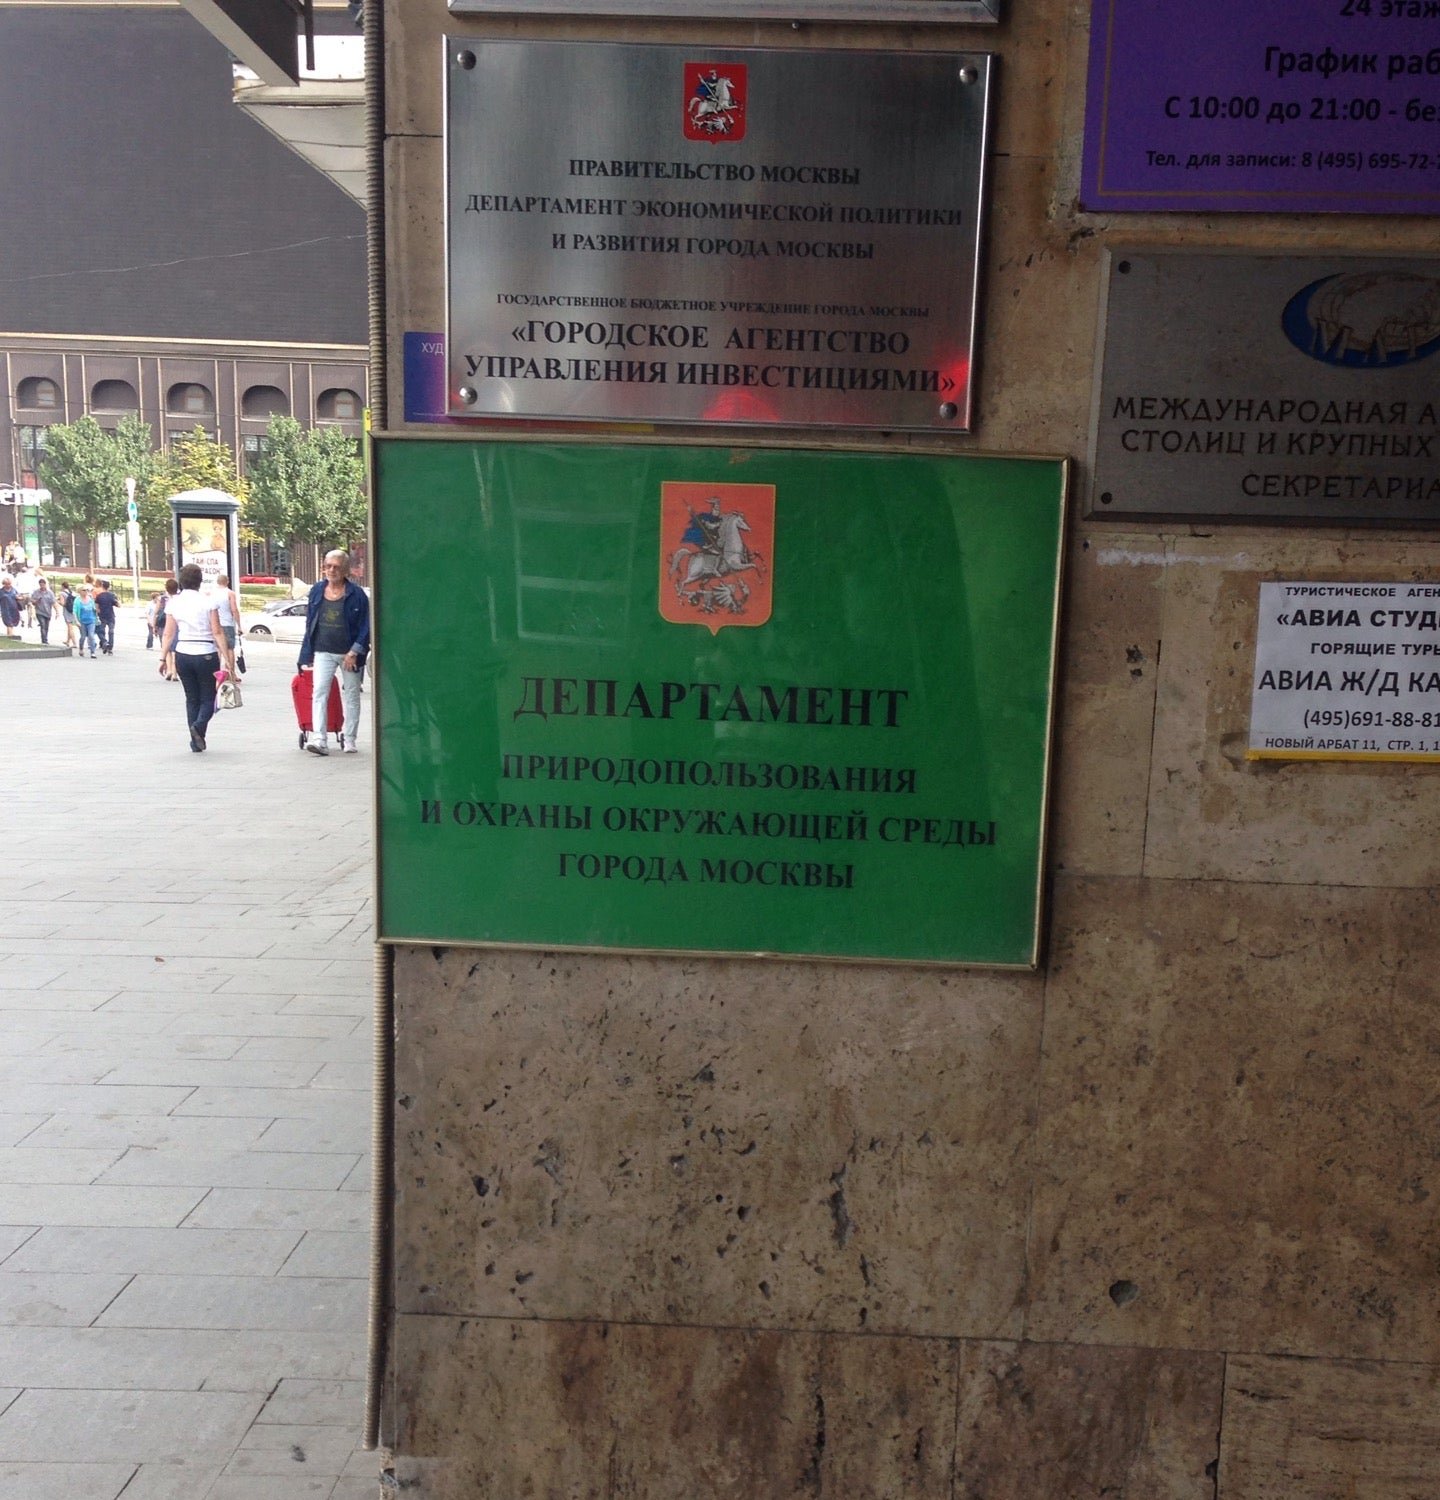 ПРАВИТЕЛЬСТВО МОСКВЫ
ДЕПАРТАМЕНТ ЭКОНОМИЧЕСКОЙ ПОЛИТИКИ
И РАЗВИТИЯ ГОРОДА МОСКВЫ
ГОСУДАРСТВЕННОЕ БЮДЖЕТНОЕ УЧРЕЖДЕНИЕ ГОРОДА МОСКВЫ
«ГОРОДСКОЕ АГЕНТСТВО
УПРАВЛЕНИЯ ИНВЕСТИЦИЯМИ»
ХУД
ДЕПАРТАМЕНТ
ПРИРОДОПОЛЬЗОВАНИЯ
И ОХРАНЫ ОКРУЖАЮЩЕЙ СРЕДЫ
ГОРОДА МОСКВЫ
24 этаж
График раб
С 10:00 до 21:00 - без
Тел. для записи: 8 (495) 695-72-
МЕЖДУНАРОДНАЯ А
СТОЛИЦ И КРУПНЫХ
СЕКРЕТАРИА
ТУРИСТИЧЕСКОЕ АГЕН
«АВИА СТУДИ
ГОРЯЩИЕ ТУРЫ
АВИА Ж/Д КА
(495)691-88-81
НОВЫЙ АРБАТ 11, СТР. 1, 1